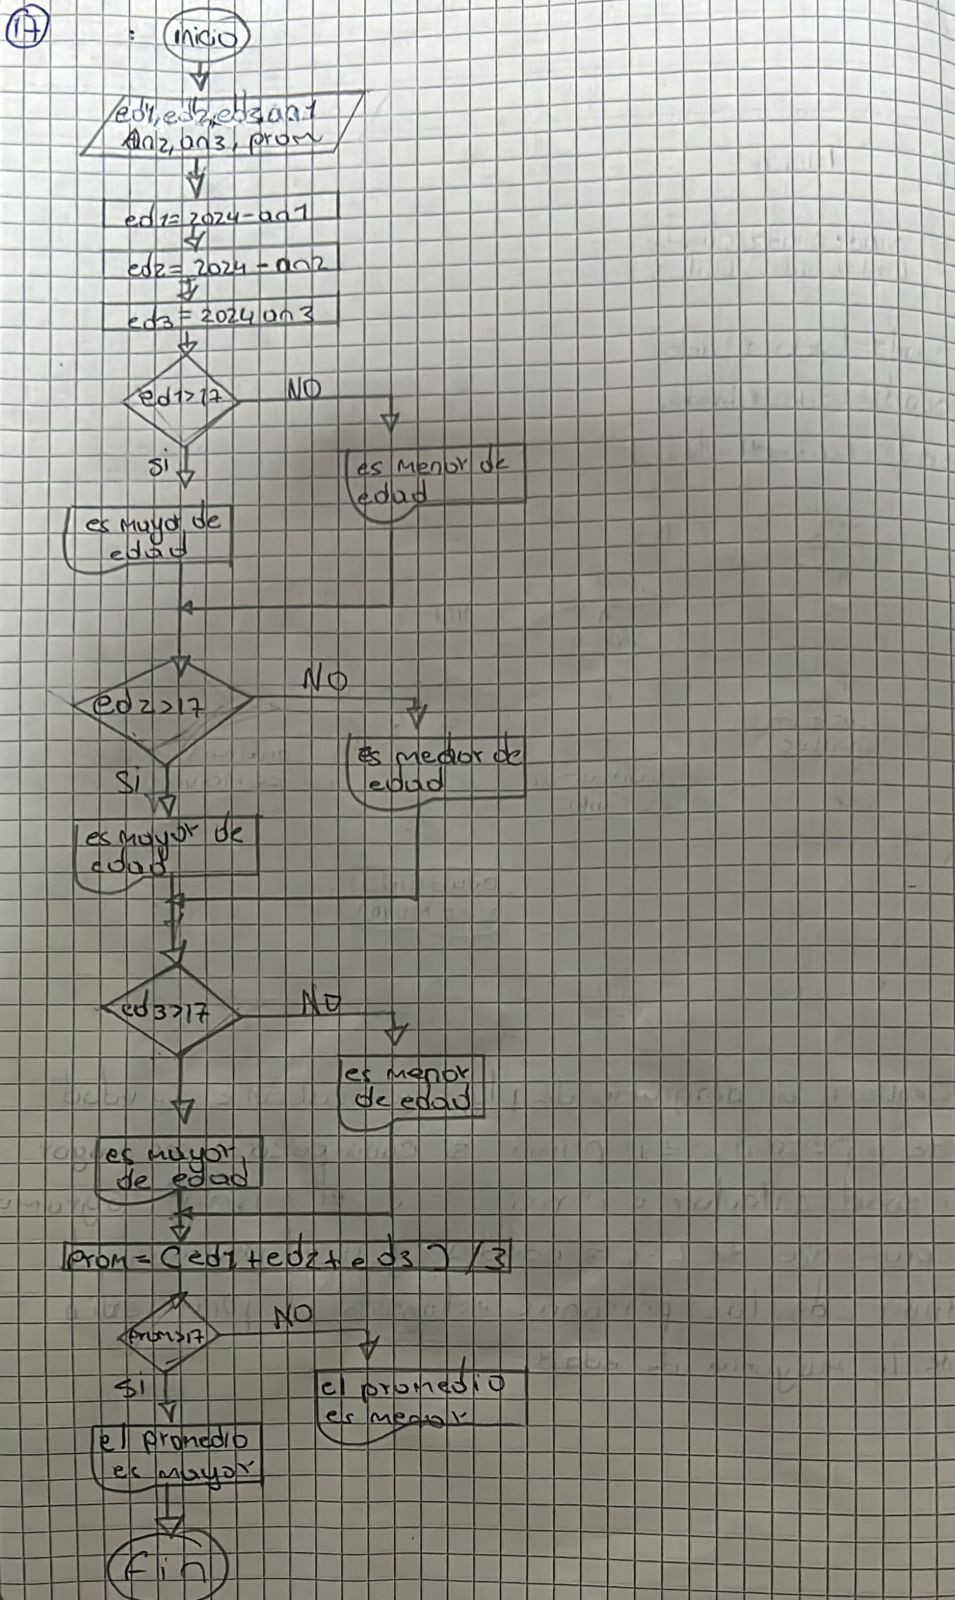 17
: inicio
ed1, ed2, ed3, an1
An2, an3, prom
ed1= 2024-an1
ed2= 2024-an2
ed3= 2024an3
ed1>17
NO
si
es menor de
edad
es mayor de
edad
ed2>17
NO
Si
es menor de
edad
es mayor de
edad
ed3>17
NO
es menor
de edad
es mayor
de edad
prom= (ed1+ed2+ed3) /3
prom>17
NO
si
el promedio
es menor
el promedio
es mayor
fin